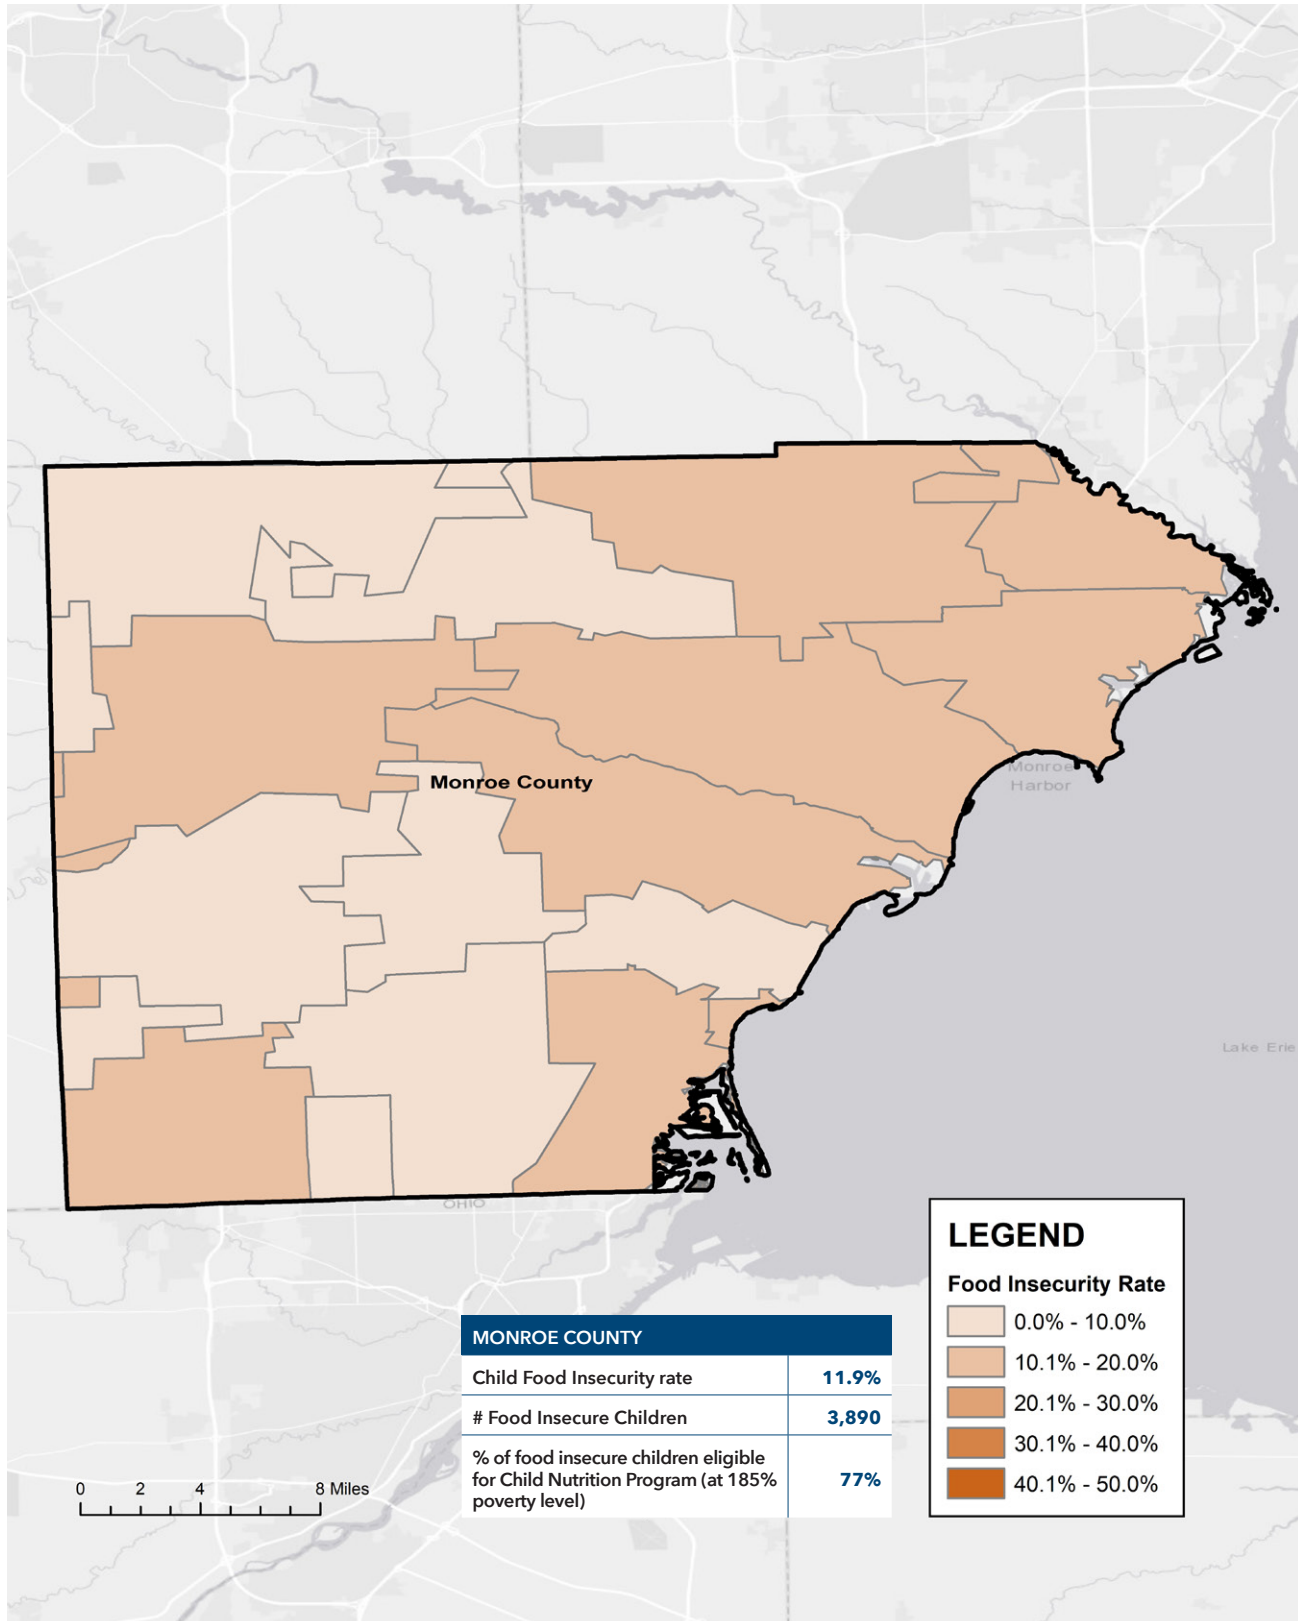 Monroe County
Monroe
Harbor
Lake Erie
OHIO
LEGEND
Food Insecurity Rate
0.0% - 10.0%
10.1% - 20.0%
20.1% - 30.0%
30.1% - 40.0%
40.1% - 50.0%
MONROE COUNTY
Child Food Insecurity rate 11.9%
# Food Insecure Children 3,890
% of food insecure children eligible
for Child Nutrition Program (at 185% 77%
poverty level)
0 2 4 8 Miles